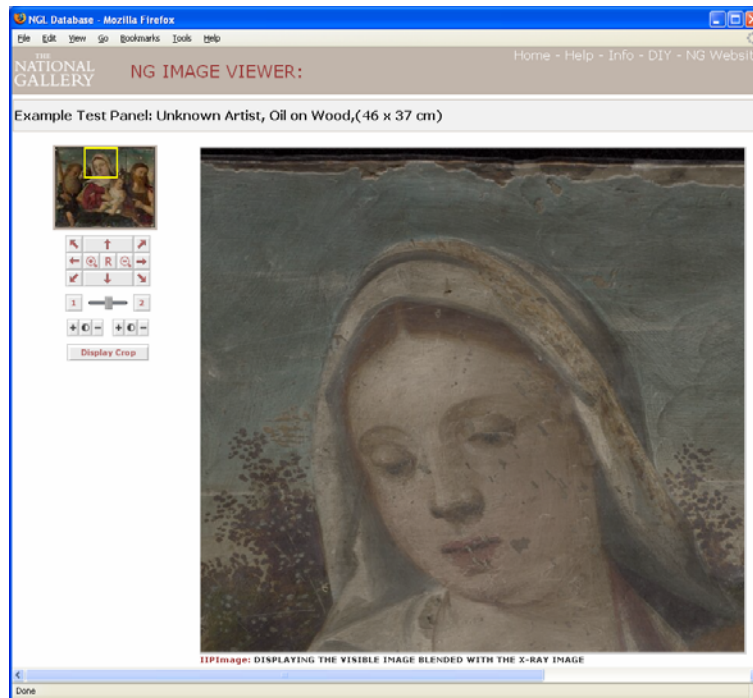 NGL Database - Mozilla Firefox
File Edit View Go Bookmarks Tools Help
THE
NATIONAL
GALLERY
NG IMAGE VIEWER:
Home - Help - Info - DIY - NG Websit
Example Test Panel: Unknown Artist, Oil on Wood,(46 x 37 cm)
R
1 2
Display Crop
IIPImage: DISPLAYING THE VISIBLE IMAGE BLENDED WITH THE X-RAY IMAGE
Done